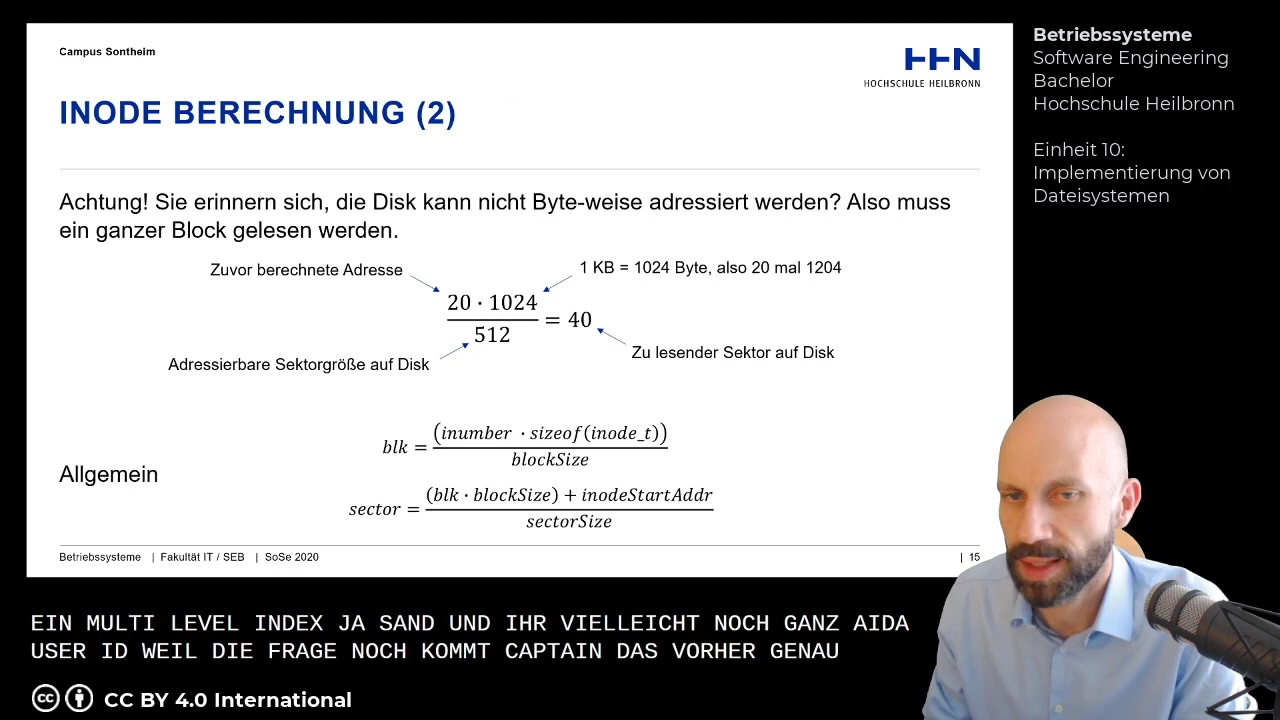 Campus Sontheim
HHN
HOCHSCHULE HEILBRONN
INODE BERECHNUNG (2)
Achtung! Sie erinnern sich, die Disk kann nicht Byte-weise adressiert werden? Also muss
ein ganzer Block gelesen werden.
Zuvor berechnete Adresse
1 KB = 1024 Byte, also 20 mal 1204
20 · 1024
512
= 40
Adressierbare Sektorgröße auf Disk
Zu lesender Sektor auf Disk
Allgemein
blk = (inumber · sizeof(inode_t))
blockSize
sector = (blk · blockSize) + inodeStartAddr
sectorSize
Betriebssysteme | Fakultät IT / SEB | SoSe 2020
| 15
Betriebssysteme
Software Engineering
Bachelor
Hochschule Heilbronn
Einheit 10:
Implementierung von
Dateisystemen
EIN MULTI LEVEL INDEX JA SAND UND IHR VIELLEICHT NOCH GANZ AIDA
USER ID WEIL DIE FRAGE NOCH KOMMT CAPTAIN DAS VORHER GENAU
cc CC BY 4.0 International